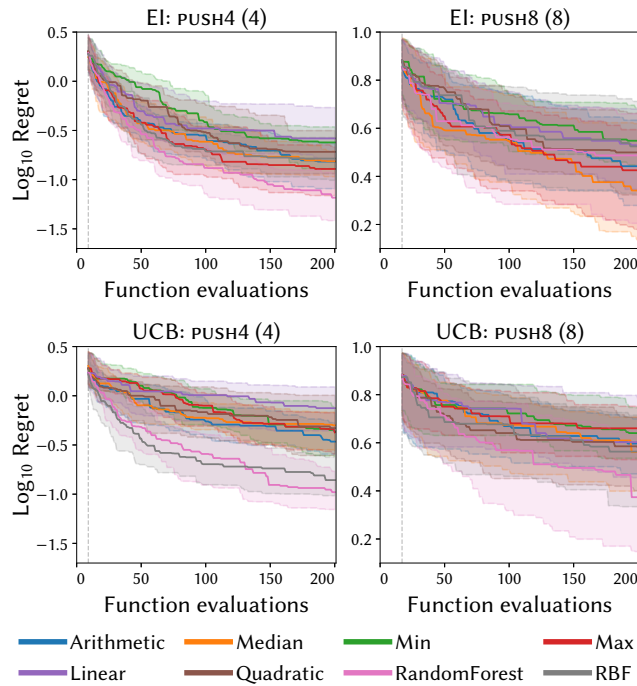 EI: PUSH4 (4)
EI: PUSH8 (8)
Log10 Regret
0.5
0.0
−0.5
−1.0
−1.5
1.0
0.8
0.6
0.4
0.2
0 50 100 150 200
0 50 100 150 200
Function evaluations
Function evaluations
UCB: PUSH4 (4)
UCB: PUSH8 (8)
Log10 Regret
0.5
0.0
−0.5
−1.0
−1.5
1.0
0.8
0.6
0.4
0.2
0 50 100 150 200
0 50 100 150 200
Function evaluations
Function evaluations
Arithmetic Median Min Max
Linear Quadratic RandomForest RBF